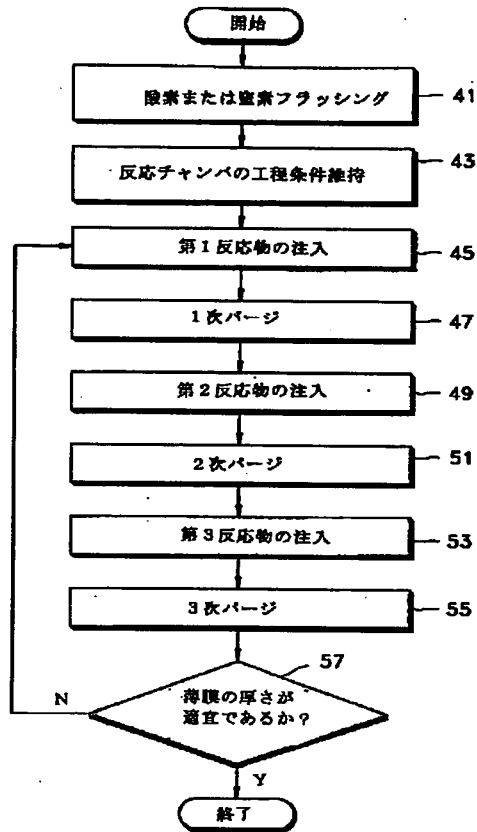 開始
酸素または窒素フラッシング
41
反応チャンバの工程条件維持
43
第1反応物の注入
45
1次パージ
47
第2反応物の注入
49
2次パージ
51
第3反応物の注入
53
3次パージ
55
57
薄膜の厚さが
適宜であるか?
N
Y
終了